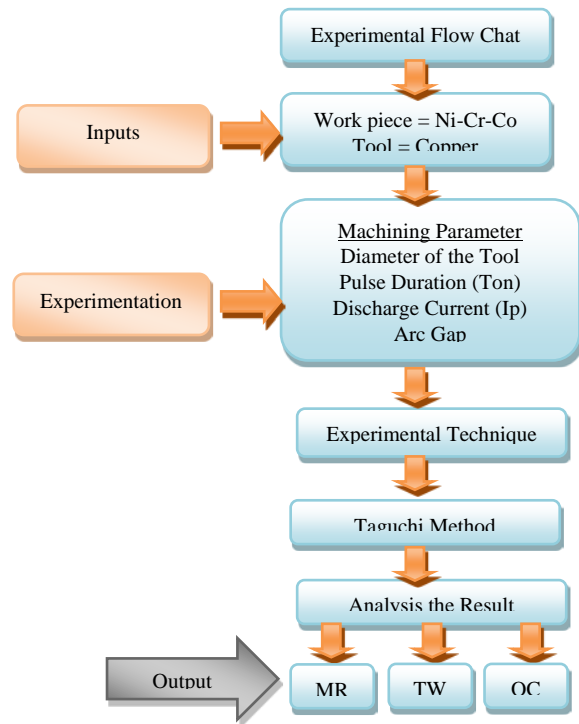 Experimental Flow Chat
Inputs
Work piece = Ni-Cr-Co
Tool = Copper
Machining Parameter
Diameter of the Tool
Pulse Duration (Ton)
Discharge Current (Ip)
Arc Gap
Experimentation
Experimental Technique
Taguchi Method
Analysis the Result
Output
MR
TW
OC